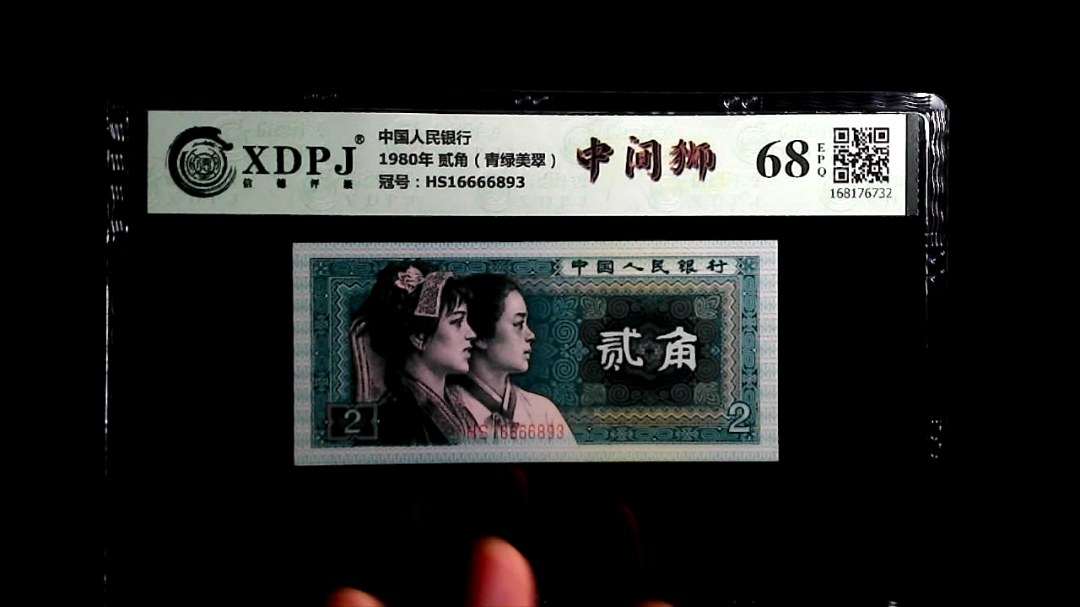 XDPJ®
信德评级
中国人民银行
1980年 贰角（青绿美翠）
冠号：HS16666893
中间狮
68
EPQ
168176732
中国人民银行
贰角
2
2
HS 16666893